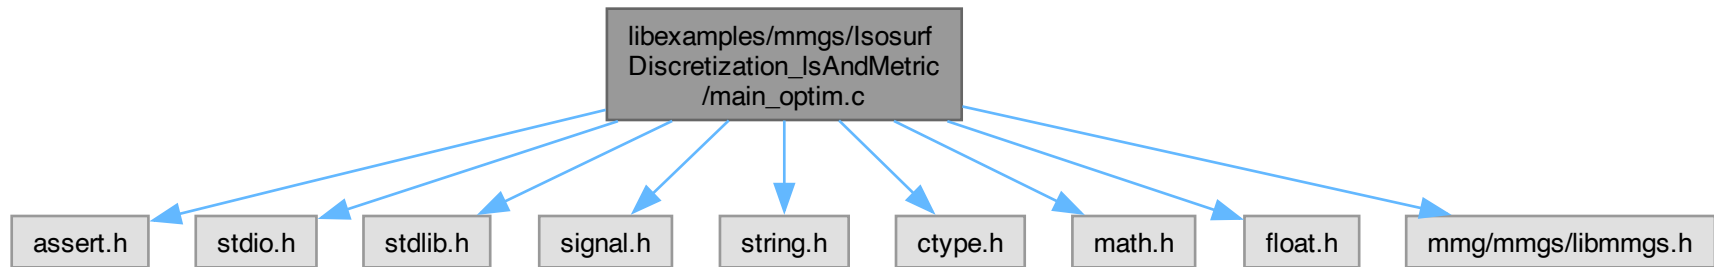 libexamples/mmgs/Isosurf
Discretization_lsAndMetric
/main_optim.c
assert.h
stdio.h
stdlib.h
signal.h
string.h
ctype.h
math.h
float.h
mmg/mmgs/libmmgs.h